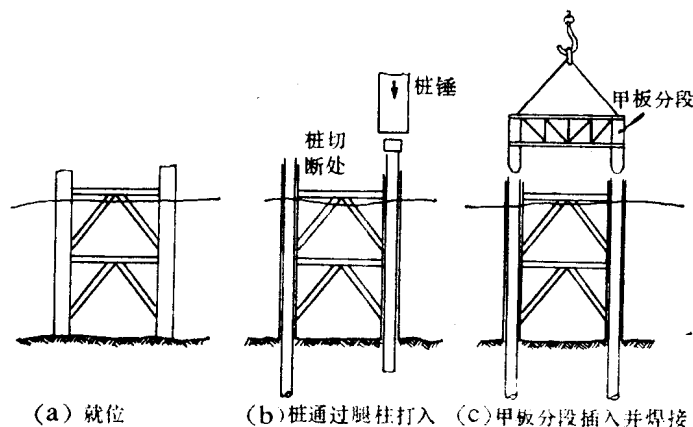 桩锤
甲板分段
桩切
断处
(a) 就位
(b)桩通过腿柱打入
(c)甲板分段插入并焊接